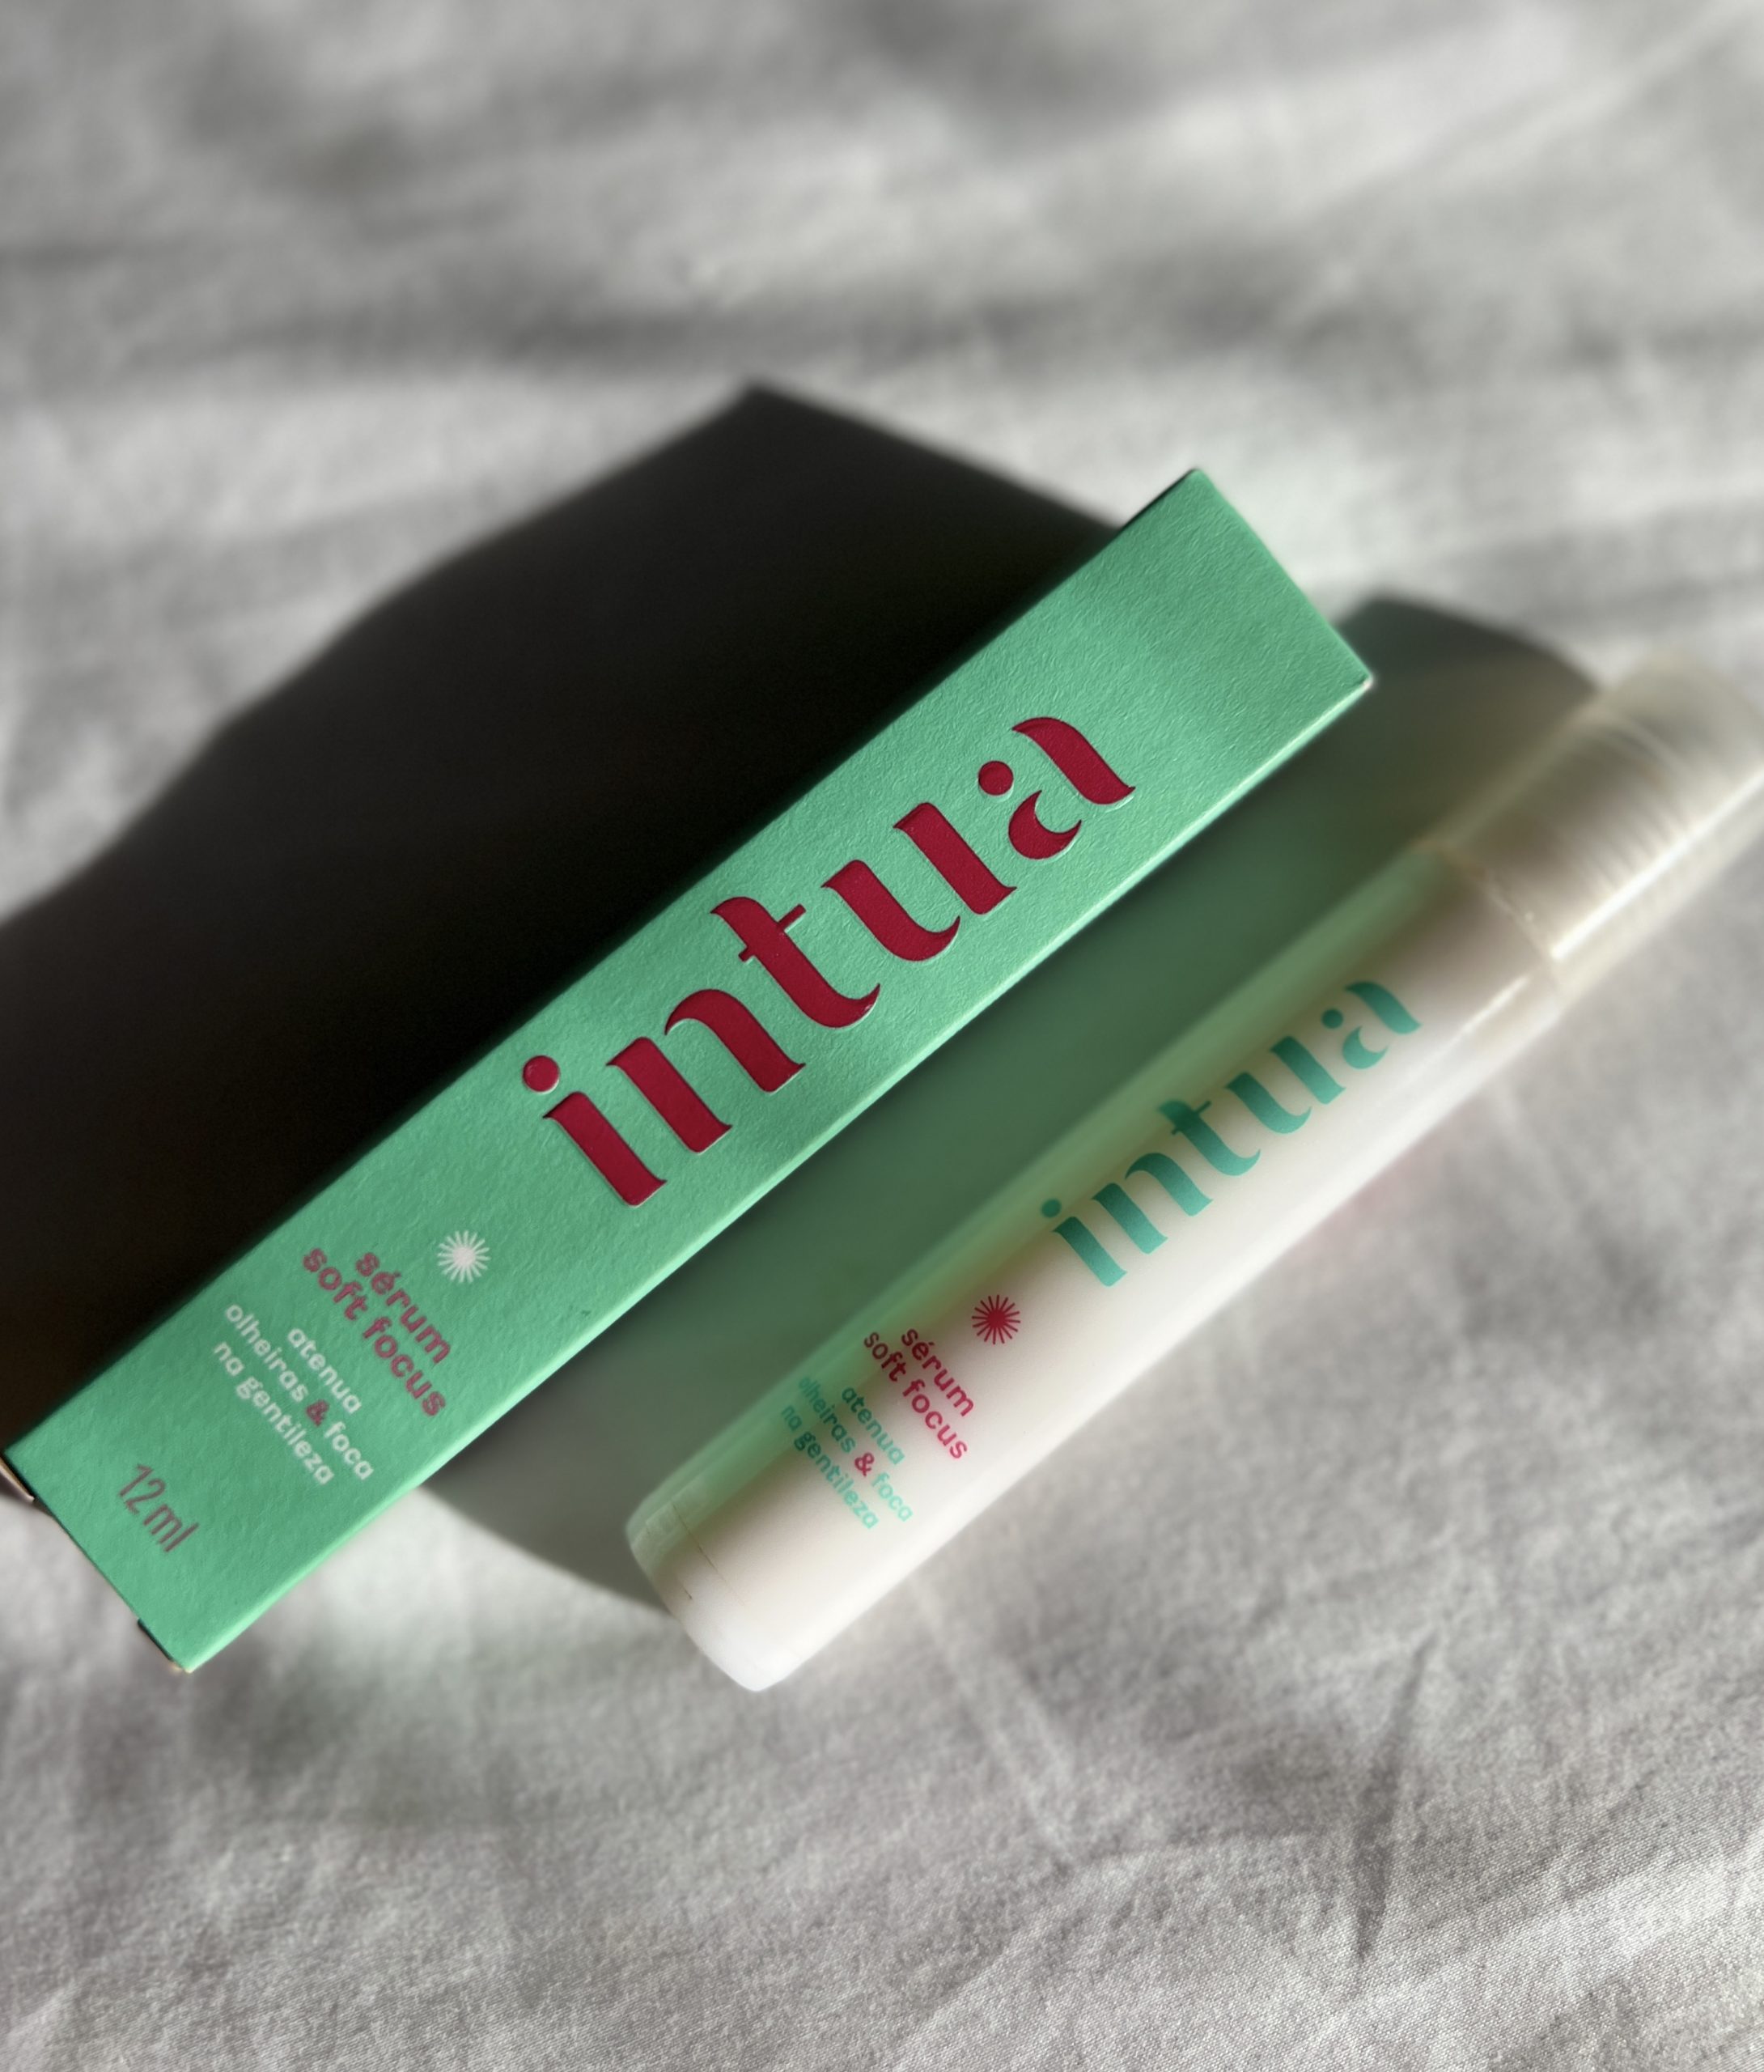 intua
sérum
soft focus
atenua
olheiras & foca
na gentileza
12 ml
intua
sérum
soft focus
atenua
olheiras & foca
na gentileza